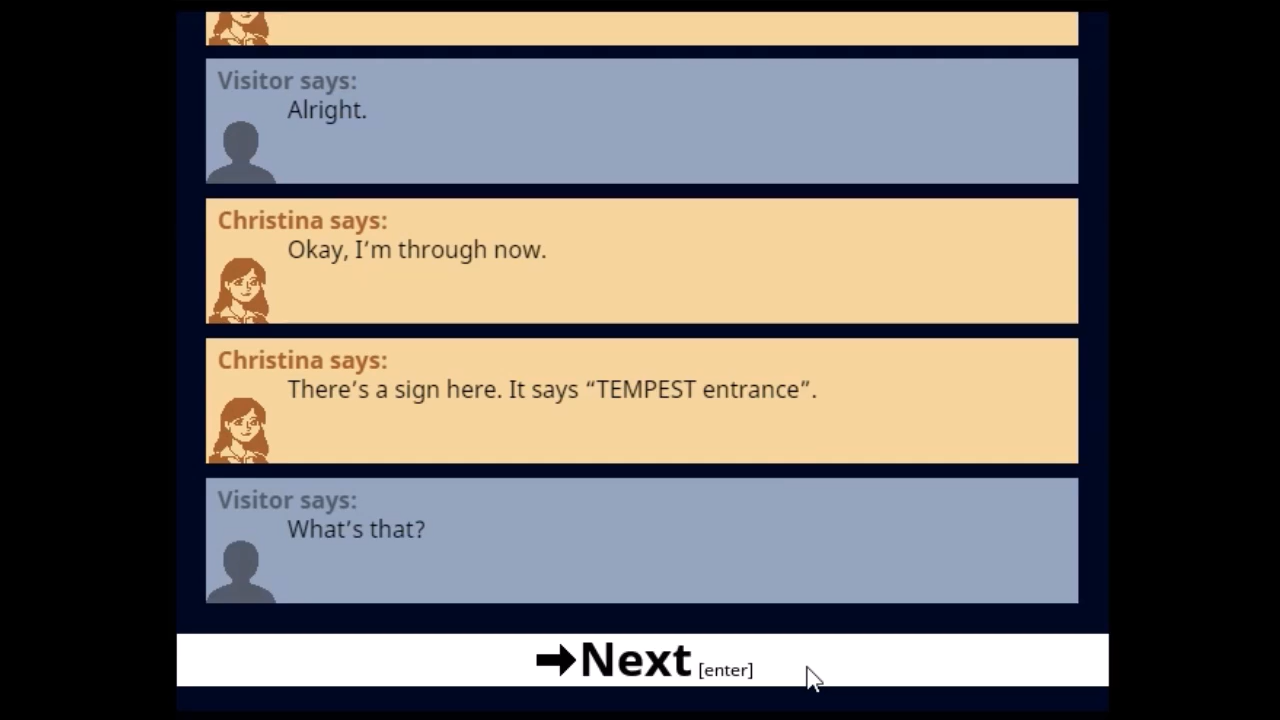 Visitor says:
Alright.
Christina says:
Okay, I’m through now.
Christina says:
There’s a sign here. It says “TEMPEST entrance”.
Visitor says:
What’s that?
➡Next [enter]